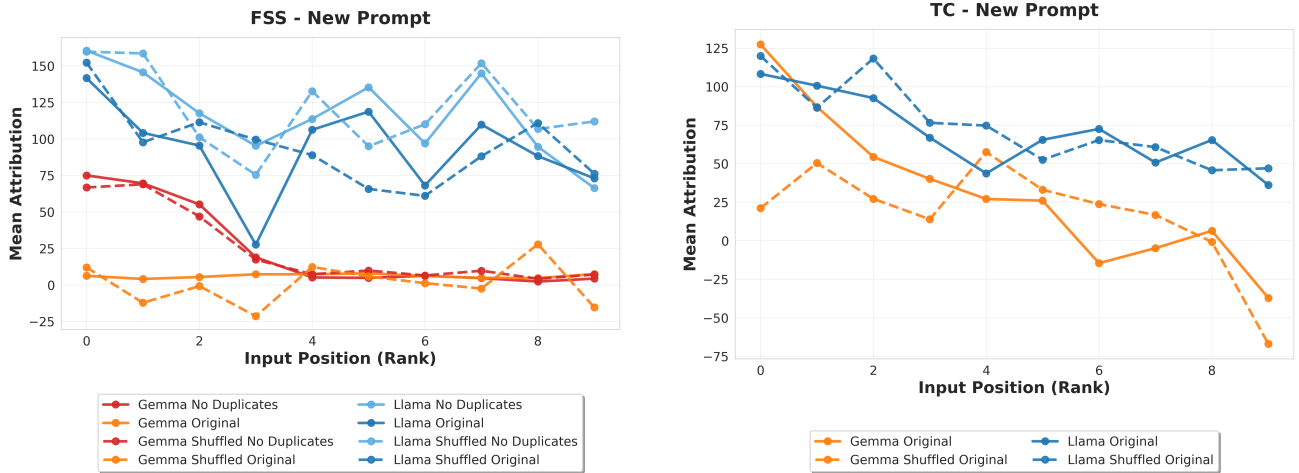 FSS - New Prompt
Mean Attribution
150
125
100
75
50
25
0
−25
0
2
4
6
8
Input Position (Rank)
Gemma No Duplicates
Gemma Original
Gemma Shuffled No Duplicates
Gemma Shuffled Original
Llama No Duplicates
Llama Original
Llama Shuffled No Duplicates
Llama Shuffled Original
TC - New Prompt
Mean Attribution
125
100
75
50
25
0
−25
−50
−75
0
2
4
6
8
Input Position (Rank)
Gemma Original
Gemma Shuffled Original
Llama Original
Llama Shuffled Original